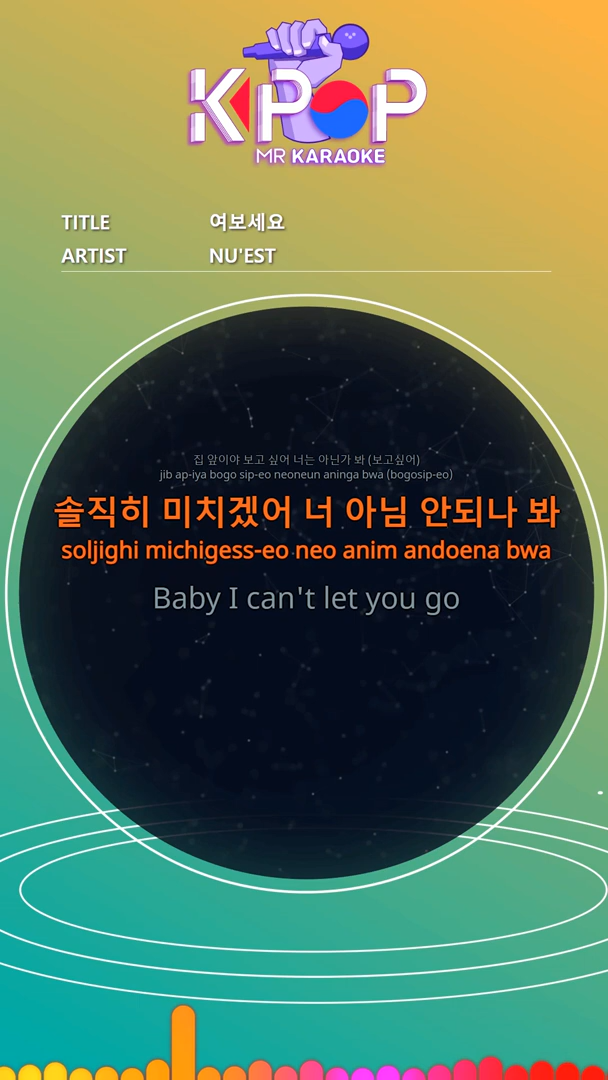 KPOP
MR KARAOKE
TITLE 여보세요
ARTIST NU'EST
집 앞이야 보고 싶어 너는 아닌가 봐 (보고싶어)
jib ap-iya bogo sip-eo neoneun aninga bwa (bogosip-eo)
솔직히 미치겠어 너 아님 안되나 봐
soljighi michigess-eo neo anim andoena bwa
Baby I can't let you go